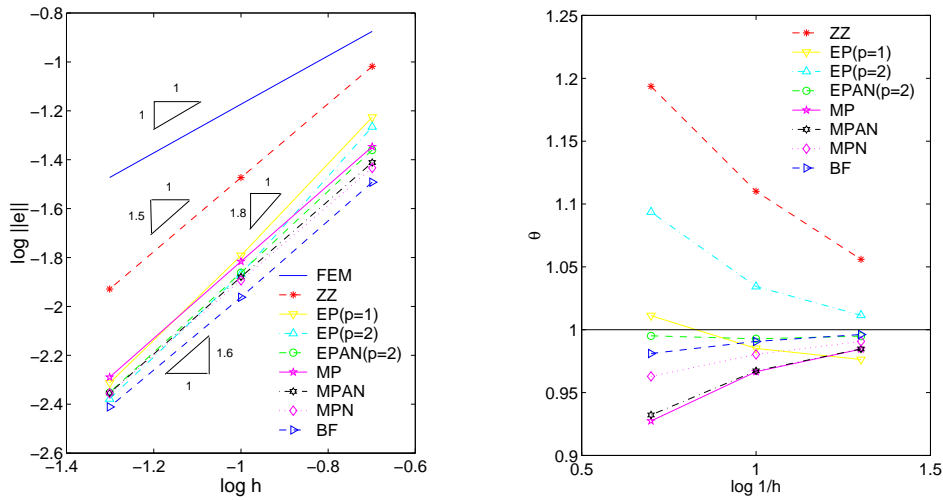 −0.8
−1
−1.2
−1.4
−1.6
−1.8
−2
−2.2
−2.4
−2.6
log ||e||
−1.4
−1.2
−1
−0.8
−0.6
log h
1
1
1
1.5
1
1.8
1.6
1
FEM
ZZ
EP(p=1)
EP(p=2)
EPAN(p=2)
MP
MPAN
MPN
BF
1.25
1.2
1.15
1.1
1.05
1
0.95
0.9
θ
0.5
1
1.5
log 1/h
ZZ
EP(p=1)
EP(p=2)
EPAN(p=2)
MP
MPAN
MPN
BF